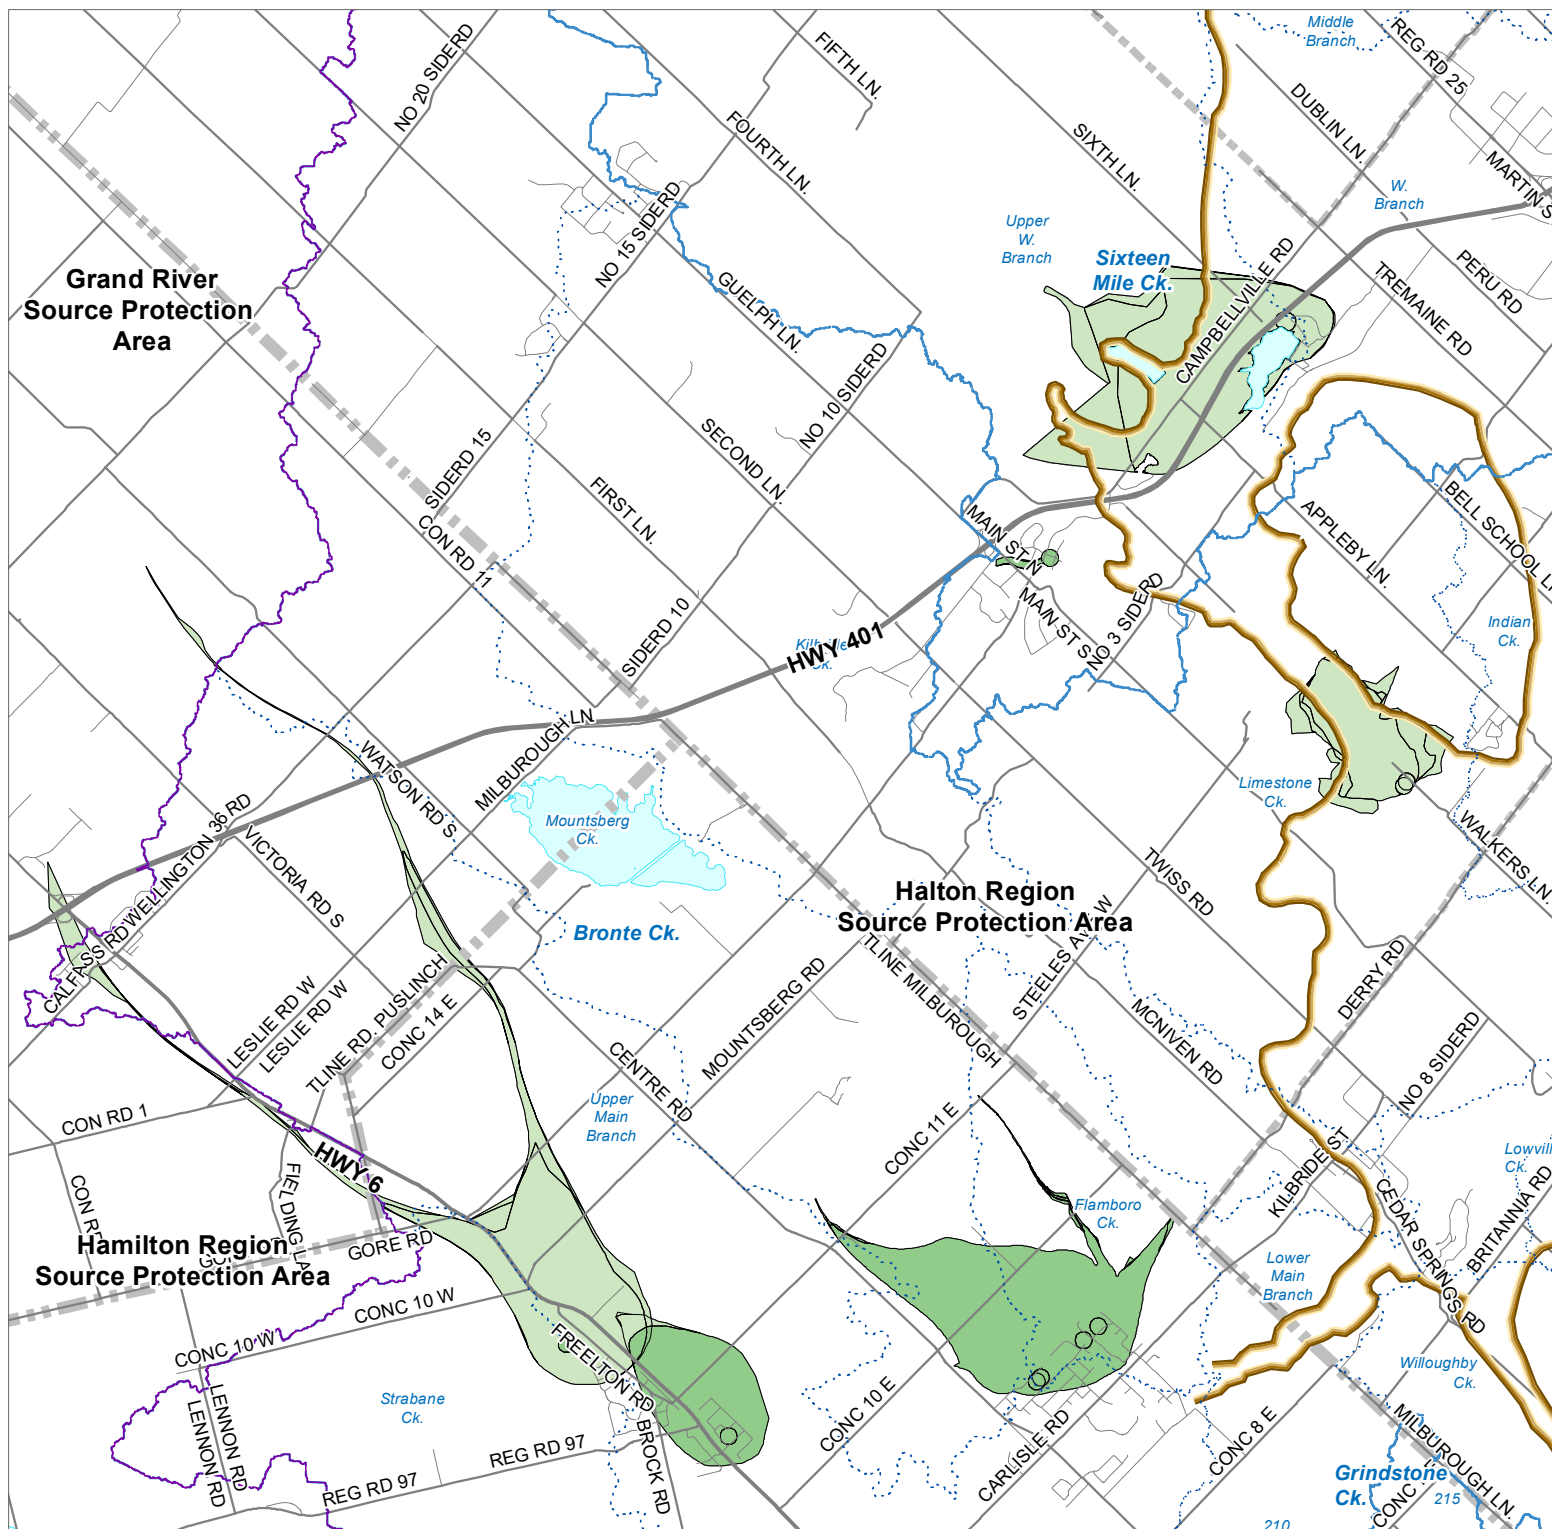 Middle
Branch
REG RD 25
NO 20 SIDERD
FIFTH LN.
DUBLIN LN.
FOURTH LN.
SIXTH LN.
MARTIN S
W.
Branch
NO 15 SIDERD
Upper
W.
Branch
Sixteen
Mile Ck.
CAMPBELLVILLE RD
PERU RD
TREMAINE RD
Grand River
Source Protection
Area
GUELPH LN.
NO 10 SIDERD
SIDERD 15
SECOND LN.
FIRST LN.
CON RD 11
MAIN ST N
APPLEBY LN.
BELL SCHOOL L
MAIN ST S
NO 3 SIDERD
Indian
Ck.
SIDERD 10
HWY 401
Ck.
MILBUROUGH LN
WATSON RD S
Limestone
Ck.
Mountsberg
Ck.
WELLINGTON 36 RD
VICTORIA RD S
WALKERS LN.
TWISS RD
Halton Region
Source Protection Area
Bronte Ck.
CALFASS RD
TLINE MILBOROUGH
DERRY RD
LESLIE RD W
LESLIE RD W
TLINE RD. PUSLINCH
CONC 14 E
MOUNTSBERG RD
MCNIVEN RD
NO 8 SIDERD
CENTRE RD
Upper
Main
Branch
CON RD 1
CONC 11 E
HWY 6
FIELDING LA
KILBRIDE ST
Lowvill
Ck.
BRITANNIA RD
CEDAR SPRINGS RD
Flamboro
Ck.
Hamilton Region
Source Protection Area
GORE RD
Lower
Main
Branch
CONC 10 W
CONC 10 W
FREELTON RD
Willoughby
Ck.
LENNON RD
LENNON RD
Strabane
Ck.
CONC 10 E
CARLISLE RD
BROCK RD
REG RD 97
REG RD 97
CONC 8 E
MILBUROUGH LN.
Grindstone
Ck.
215
210